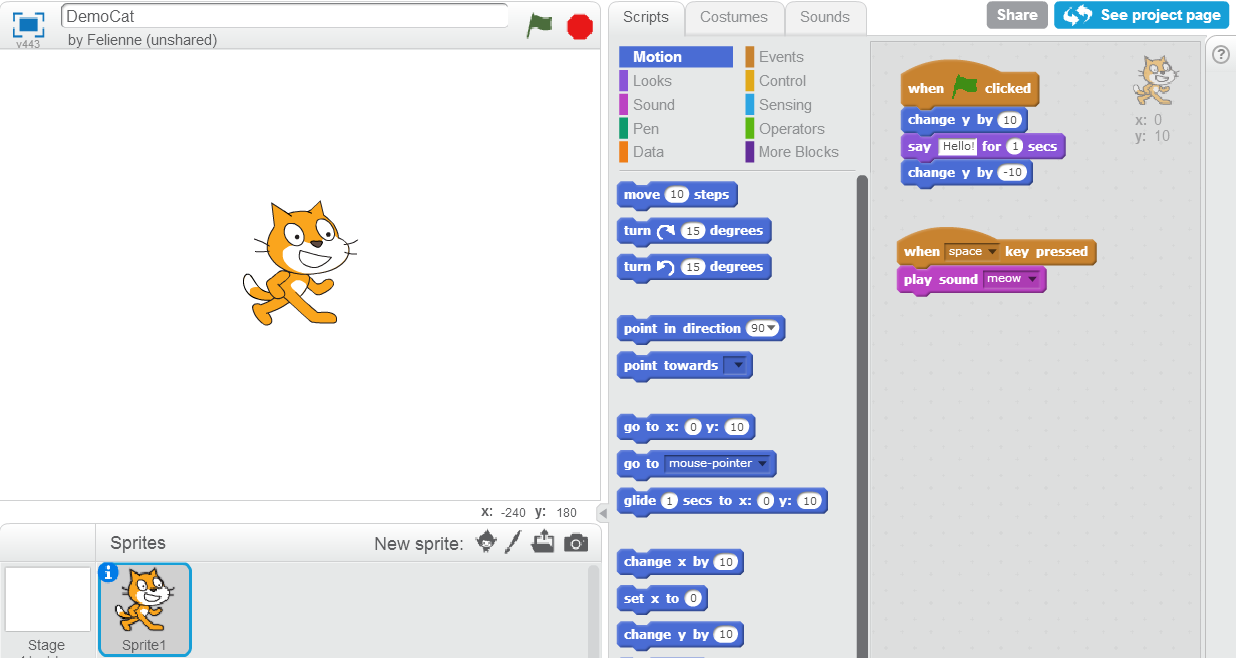 DemoCat
v443
by Felienne (unshared)
Scripts
Costumes
Sounds
Share
See project page
?
Motion
Looks
Sound
Pen
Data
Events
Control
Sensing
Operators
More Blocks
move 10 steps
turn 15 degrees
turn 15 degrees
point in direction 90
point towards
go to x: 0 y: 10
go to mouse-pointer
glide 1 secs to x: 0 y: 10
change x by 10
set x to 0
change y by 10
when clicked
change y by 10
say Hello! for 1 secs
change y by -10
when space key pressed
play sound meow
x: 0
y: 10
x: -240 y: 180
Sprites
New sprite:
Stage
i
Sprite1